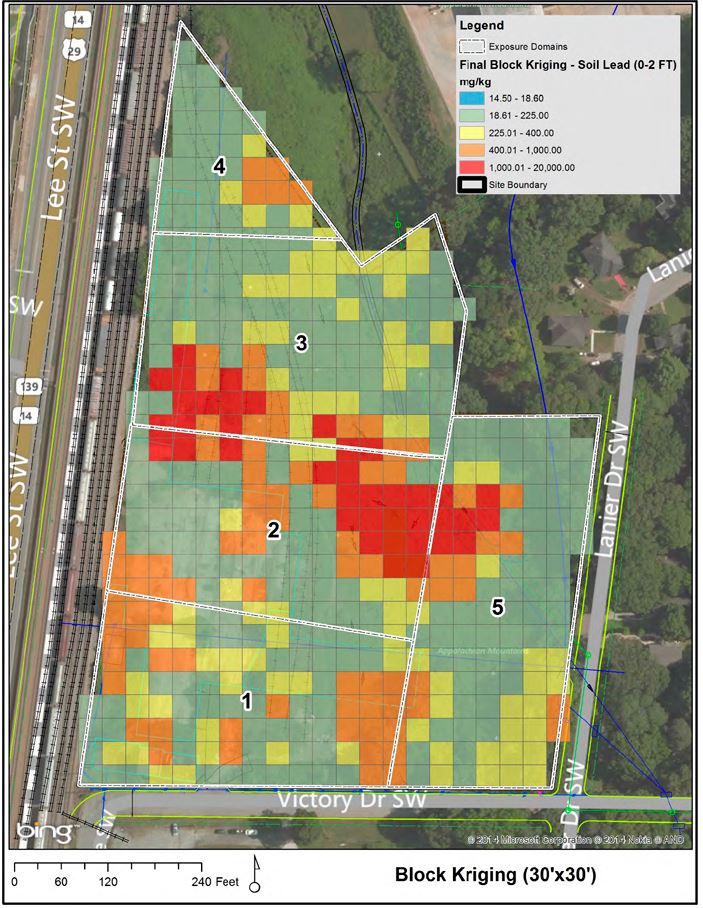 Legend
Exposure Domains
Final Block Kriging - Soil Lead (0-2 FT)
mg/kg
14.50 - 18.60
18.61 - 225.00
225.01 - 400.00
400.01 - 1,000.00
1,000.01 - 20,000.00
Site Boundary
14
29
Lee St SW
4
SW
3
139
14
Lee St SW
2
Lanier Dr SW
5
Appalachian Mountains
1
Victory Dr SW
Dr SW
bing
© 2014 Microsoft Corporation © 2014 Nokia © AND
0 60 120 240 Feet
Block Kriging (30'x30')